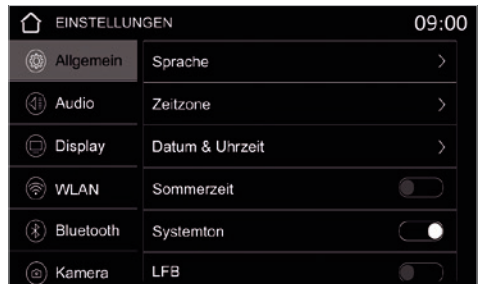 EINSTELLUNGEN 09:00
Allgemein Sprache
Audio Zeitzone
Display Datum & Uhrzeit
WLAN Sommerzeit
Bluetooth Systemton
Kamera LFB